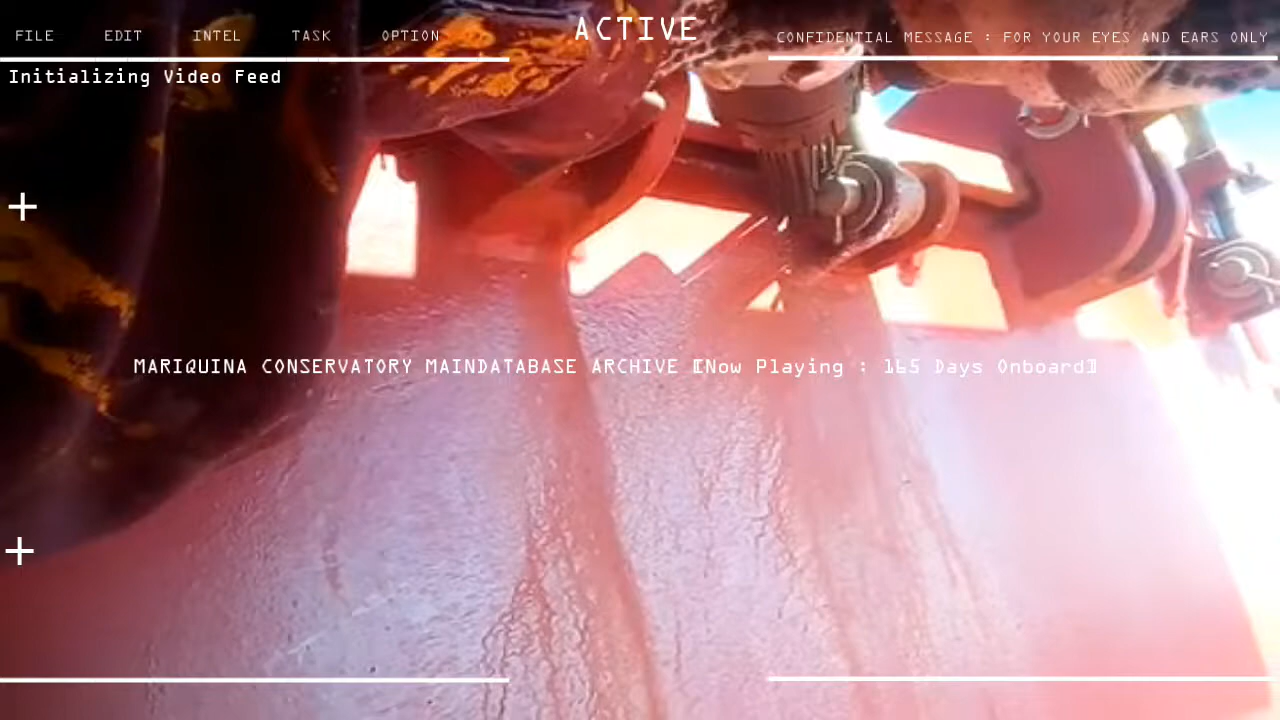 FILE EDIT INTEL TASK OPTION
ACTIVE
CONFIDENTIAL MESSAGE : FOR YOUR EYES AND EARS ONLY
Initializing Video Feed
MARIQUINA CONSERVATORY MAINDATABASE ARCHIVE [Now Playing : 165 Days Onboard]